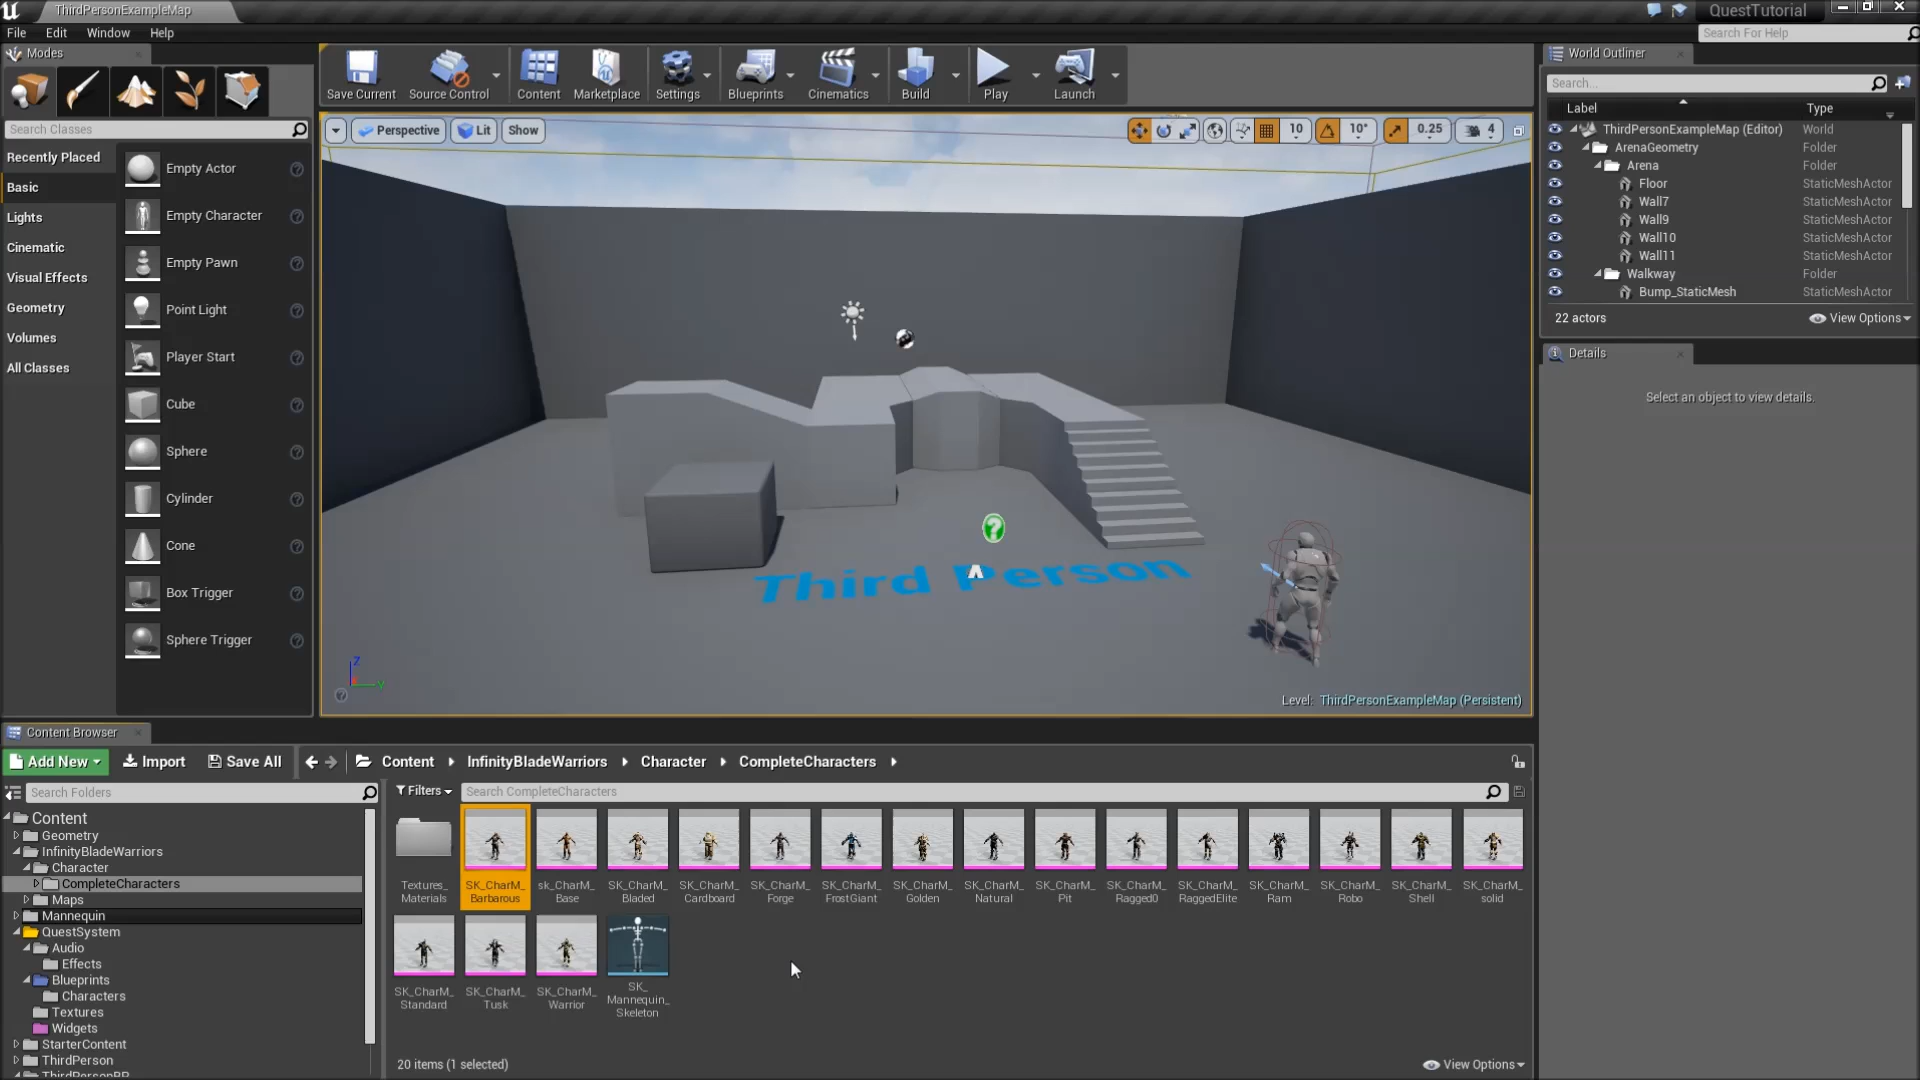 ThirdPersonExampleMap
QuestTutorial
File Edit Window Help
Search For Help
Modes
Search Classes
Recently Placed
Basic
Lights
Cinematic
Visual Effects
Geometry
Volumes
All Classes
Empty Actor
Empty Character
Empty Pawn
Point Light
Player Start
Cube
Sphere
Cylinder
Cone
Box Trigger
Sphere Trigger
Save Current Source Control Content Marketplace Settings Blueprints Cinematics Build Play Launch
Perspective Lit Show
10 10° 0.25 4
Third Person
Z
Y
Level: ThirdPersonExampleMap (Persistent)
World Outliner
Search...
Label Type
ThirdPersonExampleMap (Editor) World
ArenaGeometry Folder
Arena Folder
Floor StaticMeshActor
Wall7 StaticMeshActor
Wall9 StaticMeshActor
Wall10 StaticMeshActor
Wall11 StaticMeshActor
Walkway Folder
Bump_StaticMesh StaticMeshActor
22 actors View Options
Details
Select an object to view details.
Content Browser
Add New Import Save All Content InfinityBladeWarriors Character CompleteCharacters
Search Folders
Filters Search CompleteCharacters
Content
Geometry
InfinityBladeWarriors
Character
CompleteCharacters
Maps
Mannequin
QuestSystem
Audio
Effects
Blueprints
Characters
Textures
Widgets
StarterContent
ThirdPerson
ThirdPersonBP
Textures_
Materials
SK_CharM_
Barbarous
sk_CharM_
Base
SK_CharM_
Bladed
SK_CharM_
Cardboard
SK_CharM_
Forge
SK_CharM_
FrostGiant
SK_CharM_
Golden
SK_CharM_
Natural
SK_CharM_
Pit
SK_CharM_
Ragged0
SK_CharM_
RaggedElite
SK_CharM_
Ram
SK_CharM_
Robo
SK_CharM_
Shell
SK_CharM_
solid
SK_CharM_
Standard
SK_CharM_
Tusk
SK_CharM_
Warrior
SK_
Mannequin_
Skeleton
20 items (1 selected)
View Options